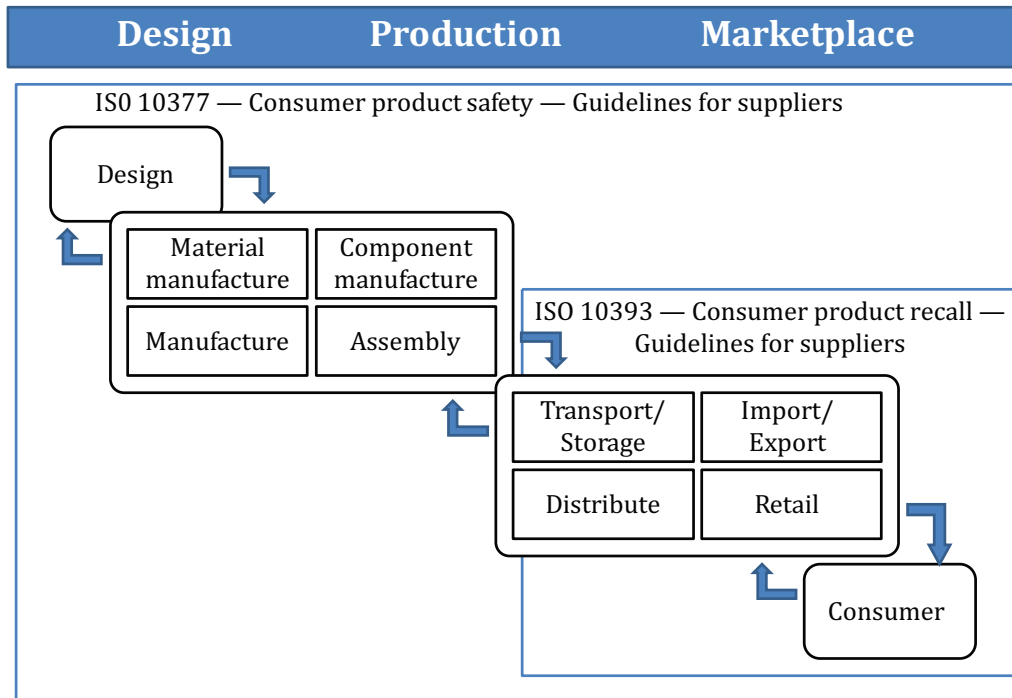 Design Production Marketplace
IS0 10377 — Consumer product safety — Guidelines for suppliers
Design
Material
manufacture
Component
manufacture
Manufacture
Assembly
ISO 10393 — Consumer product recall —
Guidelines for suppliers
Transport/
Storage
Import/
Export
Distribute
Retail
Consumer